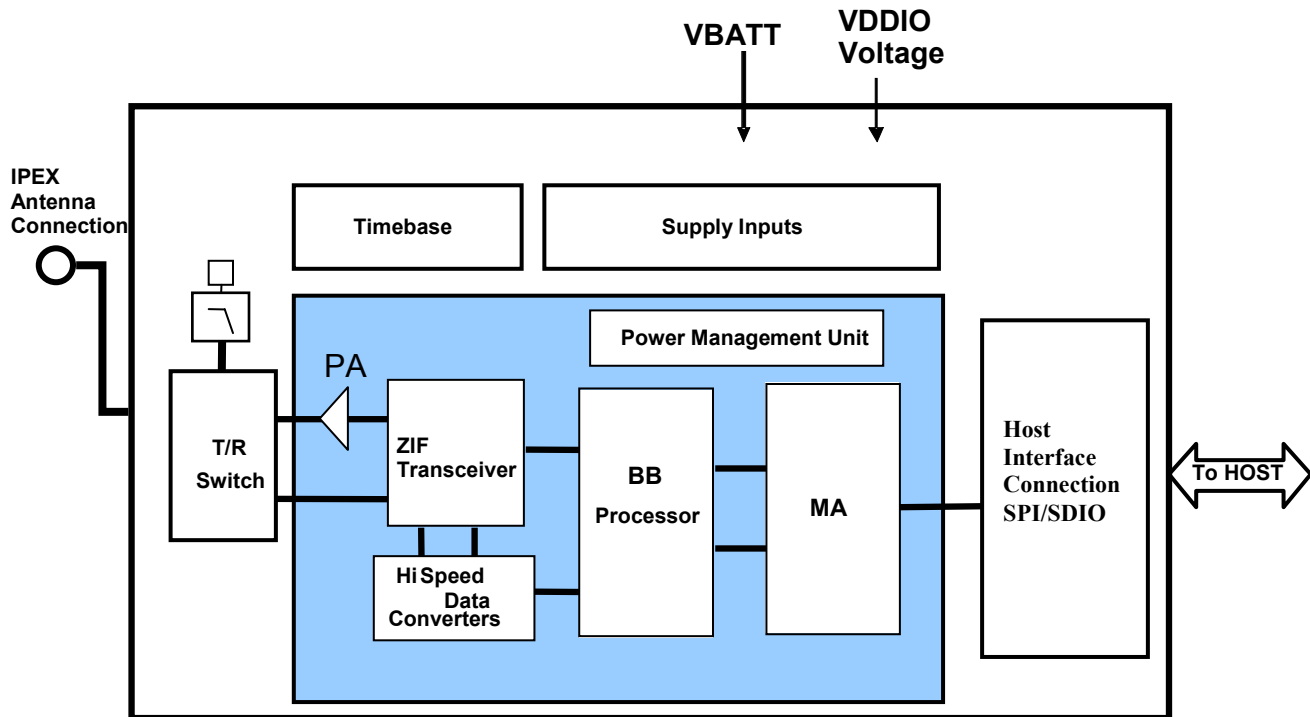 VBATT
VDDIO
Voltage
IPEX
Antenna
Connection
Timebase
Supply Inputs
Power Management Unit
PA
T/R
Switch
ZIF
Transceiver
BB
Processor
MA
Hi Speed
Data
Converters
Host
Interface
Connection
SPI/SDIO
To HOST